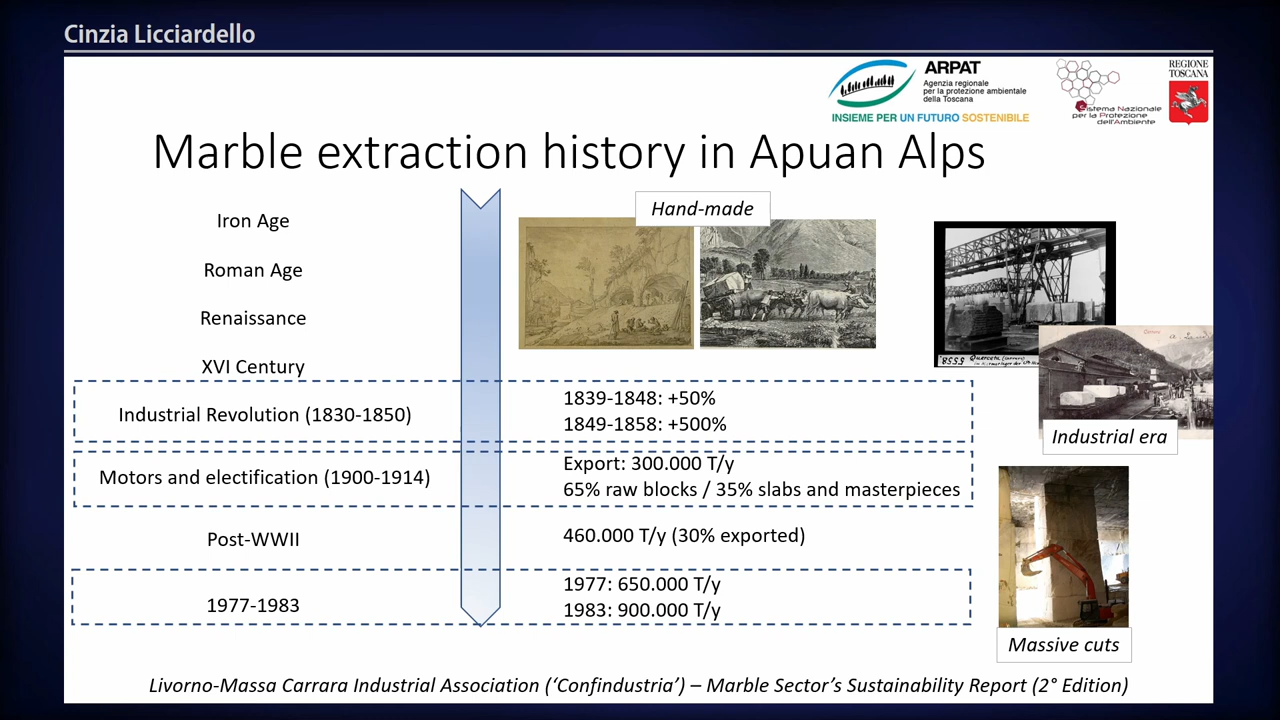 Cinzia Licciardello
ARPAT
Agenzia regionale
per la protezione ambientale
della Toscana
INSIEME PER UN FUTURO SOSTENIBILE
Sistema Nazionale
per la Protezione
dell'Ambiente
REGIONE
TOSCANA
Marble extraction history in Apuan Alps
Iron Age
Roman Age
Renaissance
XVI Century
Hand-made
Industrial Revolution (1830-1850)
1839-1848: +50%
1849-1858: +500%
Motors and electification (1900-1914)
Export: 300.000 T/y
65% raw blocks / 35% slabs and masterpieces
Post-WWII
460.000 T/y (30% exported)
1977-1983
1977: 650.000 T/y
1983: 900.000 T/y
8558.
Industrial era
Massive cuts
Livorno-Massa Carrara Industrial Association (‘Confindustria’) – Marble Sector’s Sustainability Report (2° Edition)